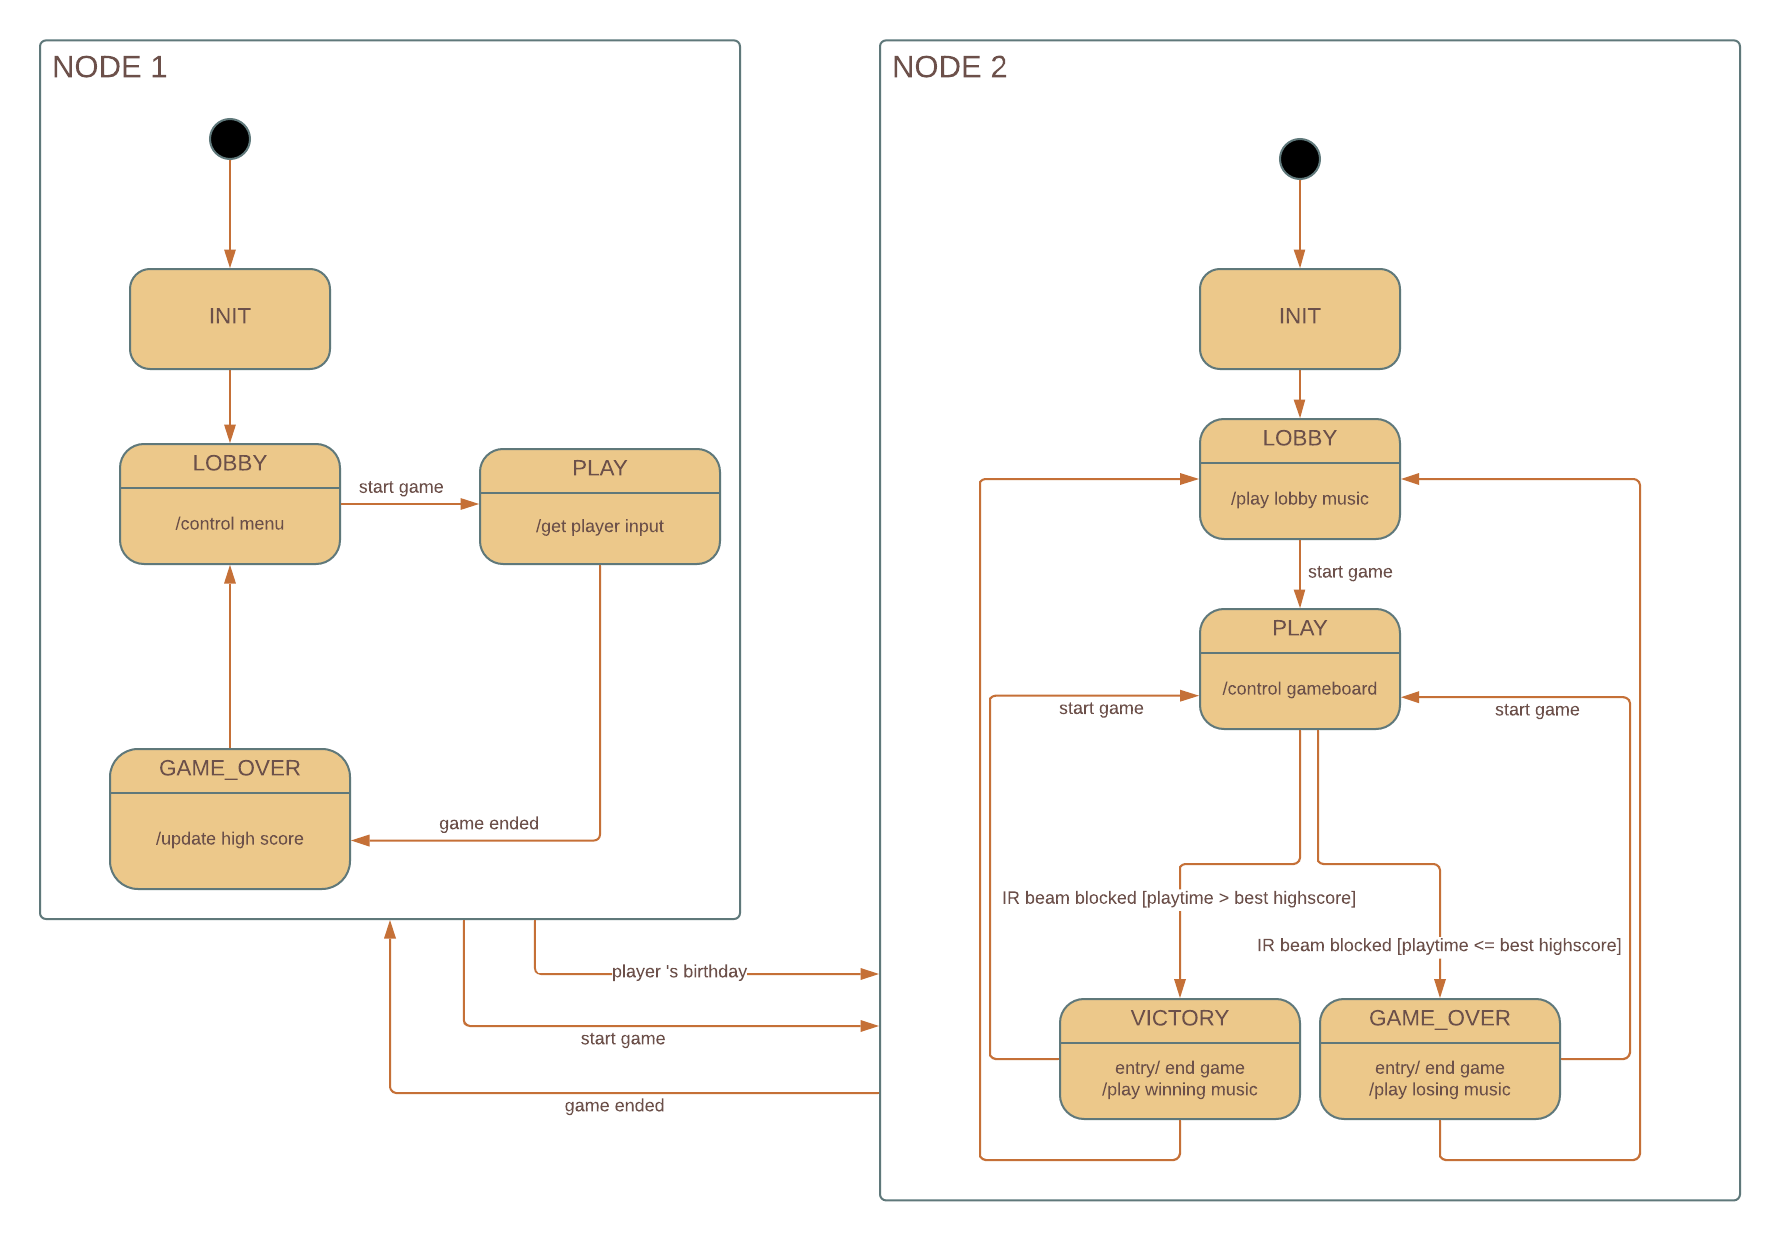 NODE 1
INIT
LOBBY
/control menu
start game
PLAY
/get player input
GAME_OVER
/update high score
game ended
player 's birthday
start game
game ended
NODE 2
INIT
LOBBY
/play lobby music
start game
PLAY
/control gameboard
start game
start game
IR beam blocked [playtime > best highscore]
IR beam blocked [playtime <= best highscore]
VICTORY
entry/ end game
/play winning music
GAME_OVER
entry/ end game
/play losing music